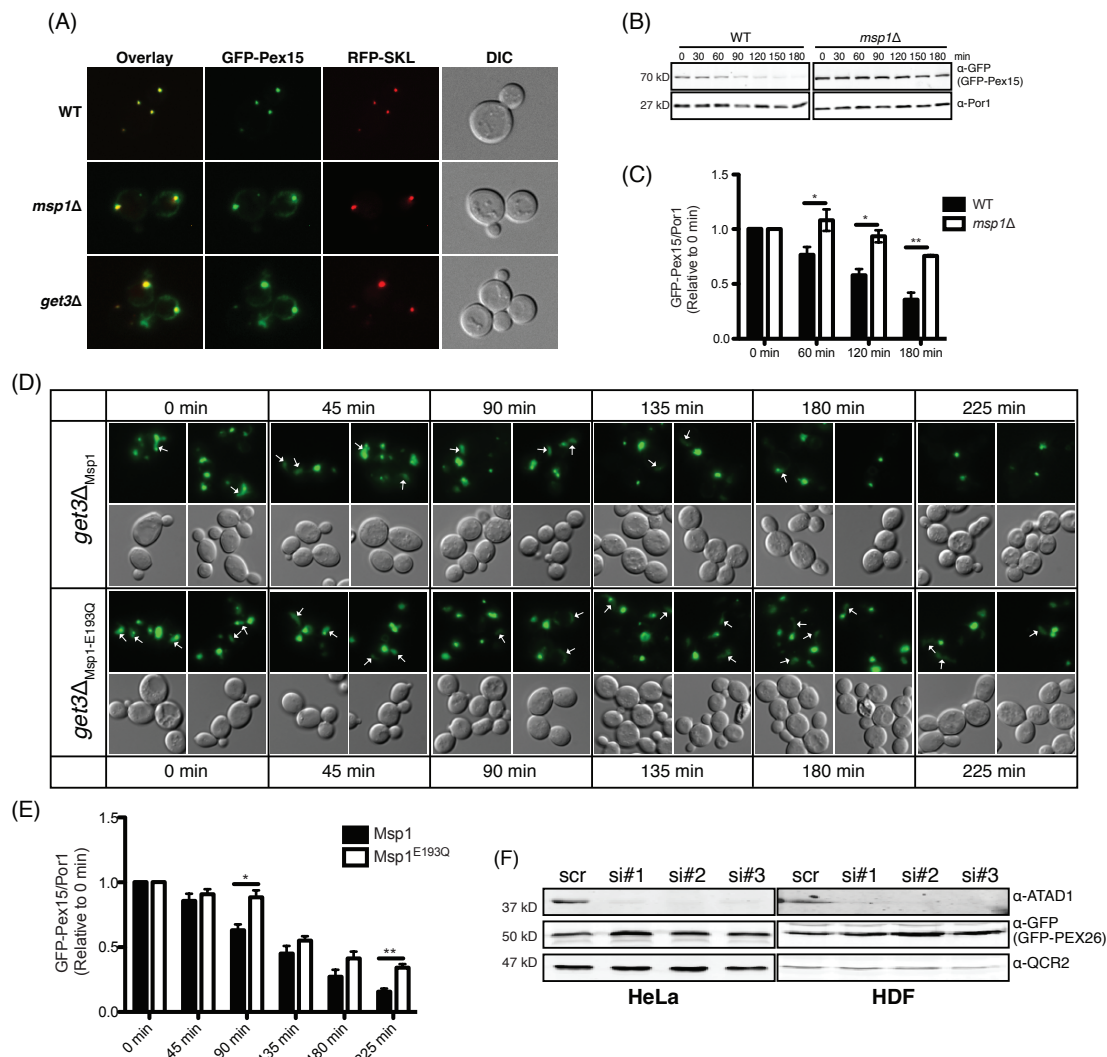 (A)
Overlay GFP-Pex15 RFP-SKL DIC
WT
msp1Δ
get3Δ
(B)
WT msp1Δ
0 30 60 90 120 150 180 0 30 60 90 120 150 180 min
70 kD
α-GFP
(GFP-Pex15)
27 kD
α-Por1
(C)
GFP-Pex15/Por1
(Relative to 0 min)
1.5
1.0
0.5
0.0
* * **
WT
msp1Δ
0 min 60 min 120 min 180 min
(D)
0 min 45 min 90 min 135 min 180 min 225 min
get3ΔMsp1
get3ΔMsp1-E193Q
0 min 45 min 90 min 135 min 180 min 225 min
(E)
GFP-Pex15/Por1
(Relative to 0 min)
1.5
1.0
0.5
0.0
* **
Msp1
Msp1E193Q
0 min 45 min 90 min 135 min 180 min 225 min
(F)
scr si#1 si#2 si#3 scr si#1 si#2 si#3
37 kD
α-ATAD1
50 kD
α-GFP
(GFP-PEX26)
47 kD
α-QCR2
HeLa HDF